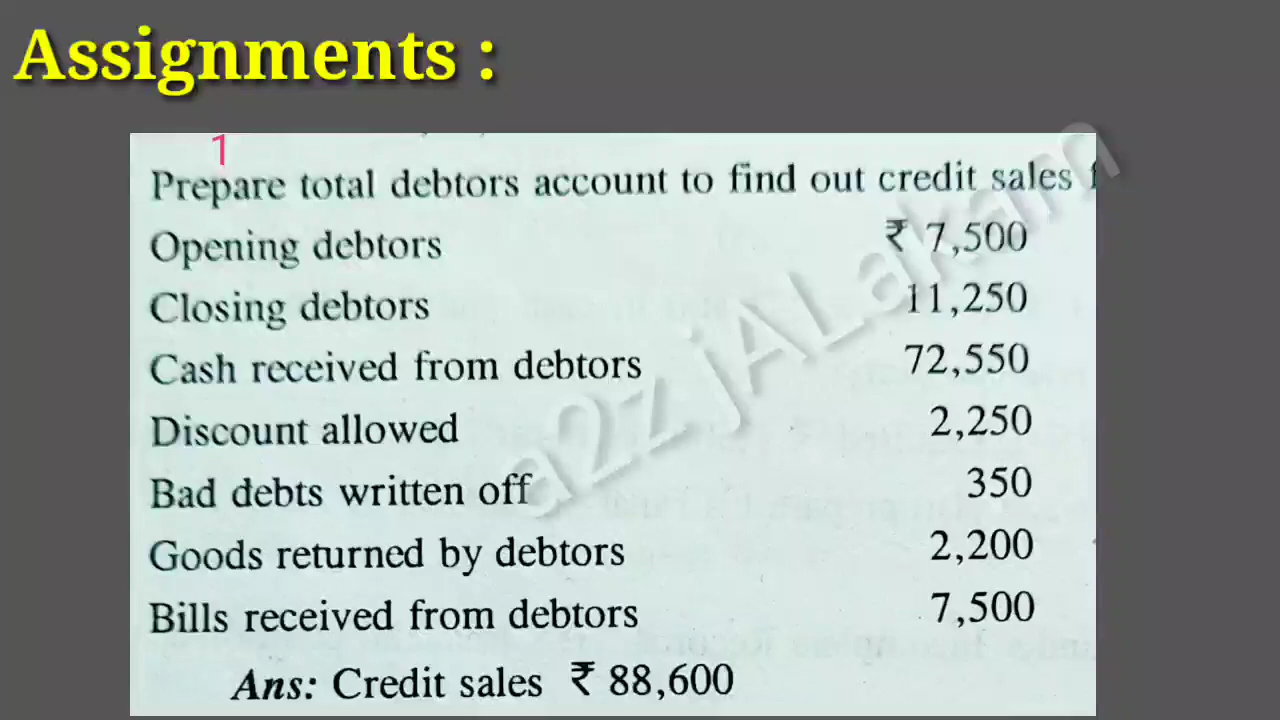 Assignments :
1
Prepare total debtors account to find out credit sales
Opening debtors ₹ 7,500
Closing debtors 11,250
Cash received from debtors 72,550
Discount allowed 2,250
Bad debts written off 350
Goods returned by debtors 2,200
Bills received from debtors 7,500
Ans: Credit sales ₹ 88,600
a2z jALakam